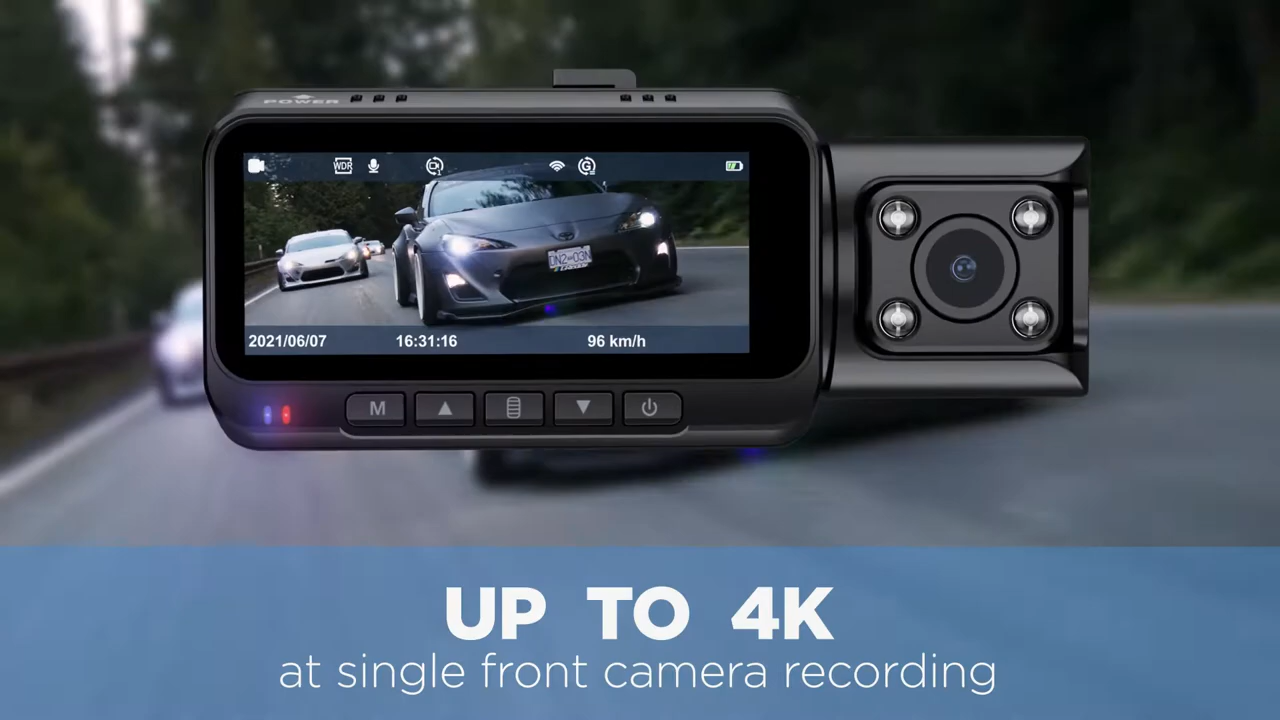 POWER
WDR
G
2021/06/07 16:31:16 96 km/h
M
UP TO 4K
at single front camera recording